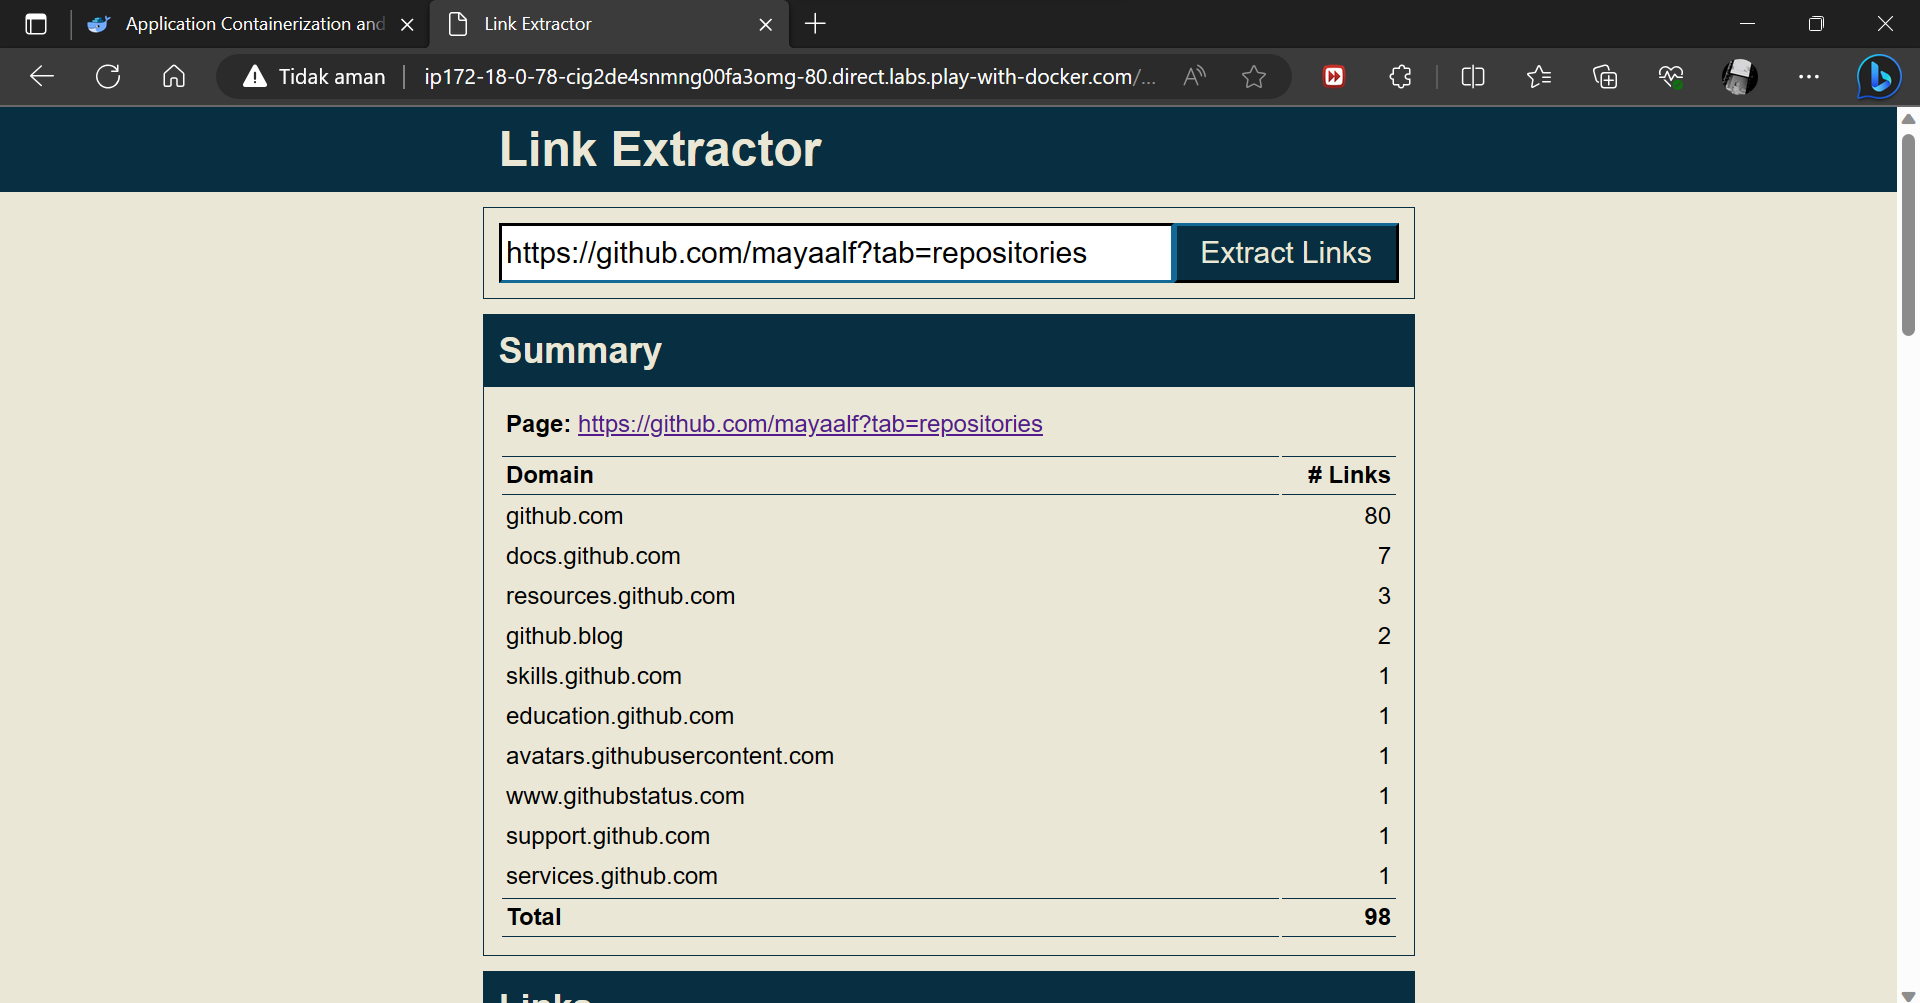 Application Containerization and
Link Extractor
Tidak aman
ip172-18-0-78-cig2de4snmng00fa3omg-80.direct.labs.play-with-docker.com/...
Link Extractor
https://github.com/mayaalf?tab=repositories
Extract Links
Summary
Page: https://github.com/mayaalf?tab=repositories
Domain # Links
github.com 80
docs.github.com 7
resources.github.com 3
github.blog 2
skills.github.com 1
education.github.com 1
avatars.githubusercontent.com 1
www.githubstatus.com 1
support.github.com 1
services.github.com 1
Total 98
Links